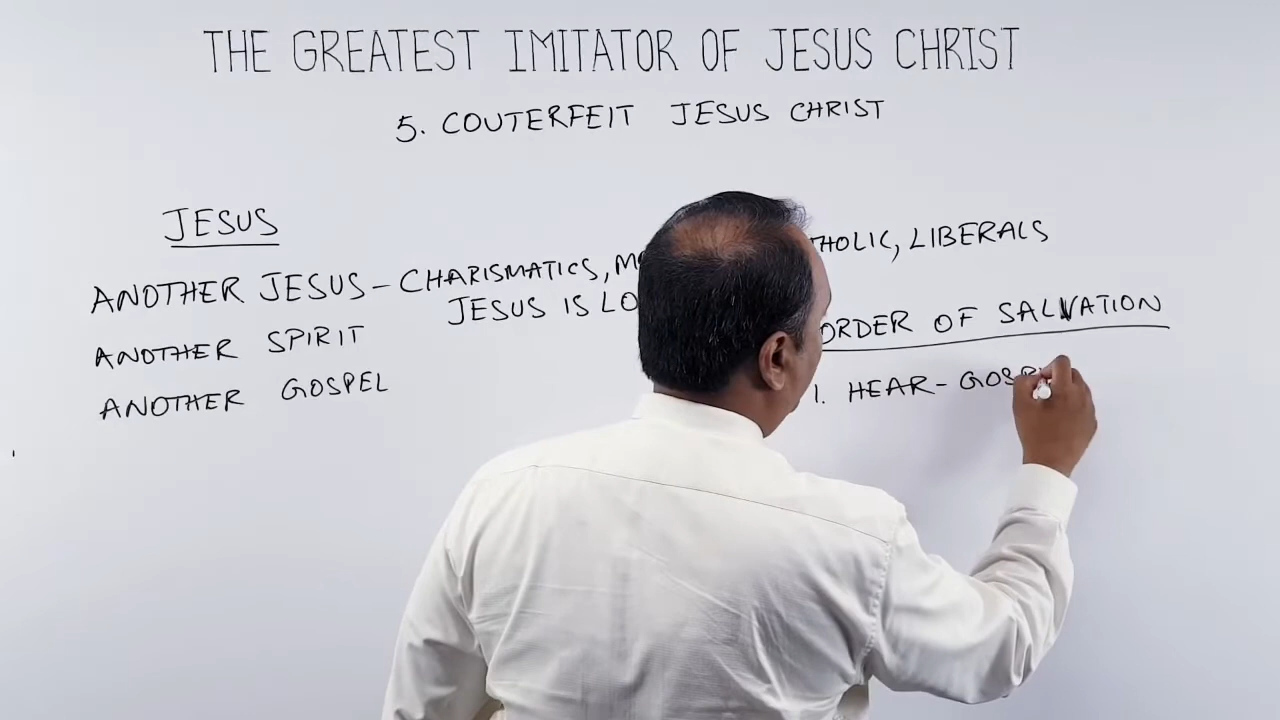 THE GREATEST IMITATOR OF JESUS CHRIST
5. COUTERFEIT JESUS CHRIST
JESUS
ANOTHER JESUS - CHARISMATICS, LIBERALS
JESUS IS
ANOTHER SPIRIT
ANOTHER GOSPEL
ORDER OF SALVATION
1. HEAR -